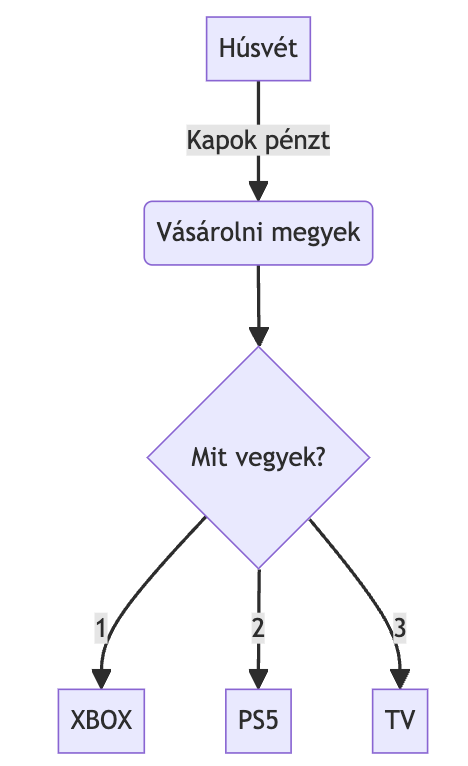 Húsvét
Kapok pénzt
Vásárolni megyek
Mit vegyek?
1
2
3
XBOX
PS5
TV